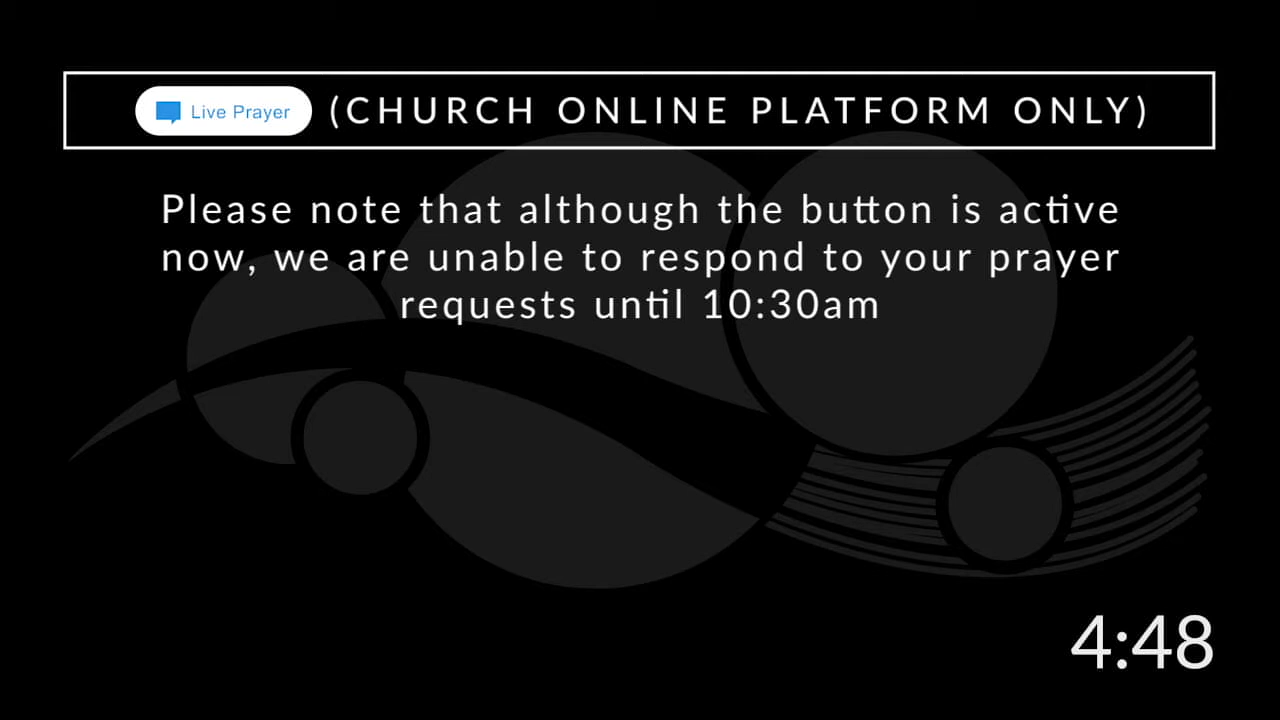 Live Prayer (CHURCH ONLINE PLATFORM ONLY)
Please note that although the button is active
now, we are unable to respond to your prayer
requests until 10:30am
4:48